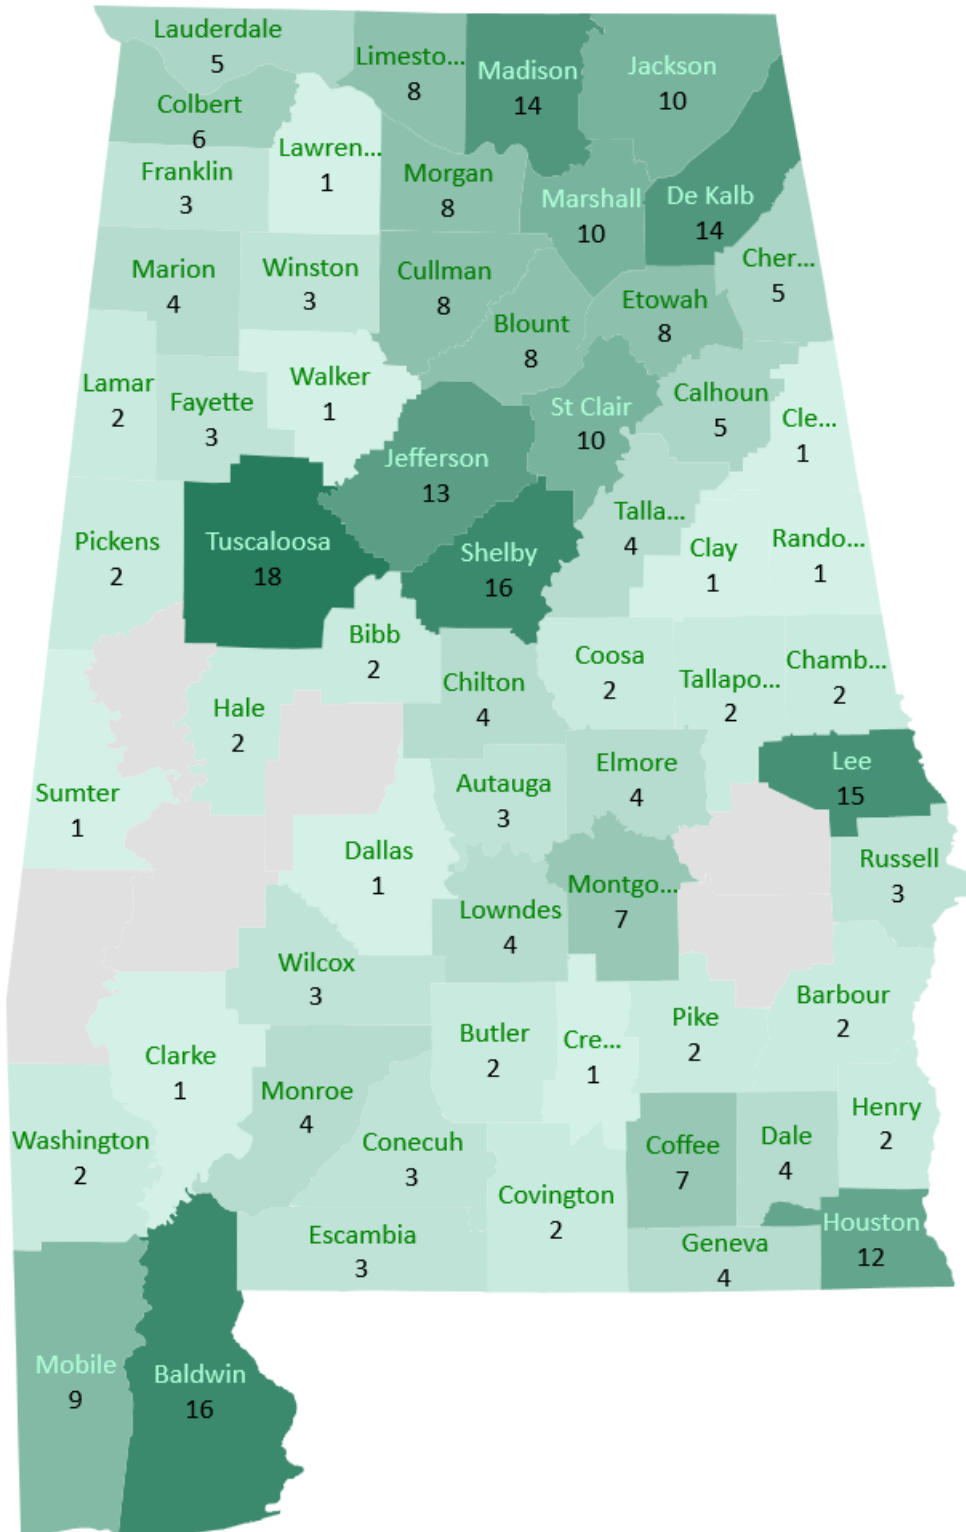 Lauderdale
5
Limesto...
8
Madison
14
Jackson
10
Colbert
6
Lawren...
1
Franklin
3
Morgan
8
Marshall
10
De Kalb
14
Marion
4
Winston
3
Cullman
8
Cher...
5
Etowah
8
Blount
8
Lamar
2
Fayette
3
Walker
1
St Clair
10
Calhoun
5
Cle...
1
Jefferson
13
Talla...
4
Pickens
2
Tuscaloosa
18
Shelby
16
Clay
1
Rando...
1
Bibb
2
Chilton
4
Coosa
2
Tallapo...
2
Chamb...
2
Hale
2
Sumter
1
Autauga
3
Elmore
4
Lee
15
Dallas
1
Russell
3
Lowndes
4
Montgo...
7
Wilcox
3
Barbour
2
Clarke
1
Butler
2
Cre...
1
Pike
2
Monroe
4
Henry
2
Washington
2
Conecuh
3
Coffee
7
Dale
4
Covington
2
Escambia
3
Geneva
4
Houston
12
Mobile
9
Baldwin
16